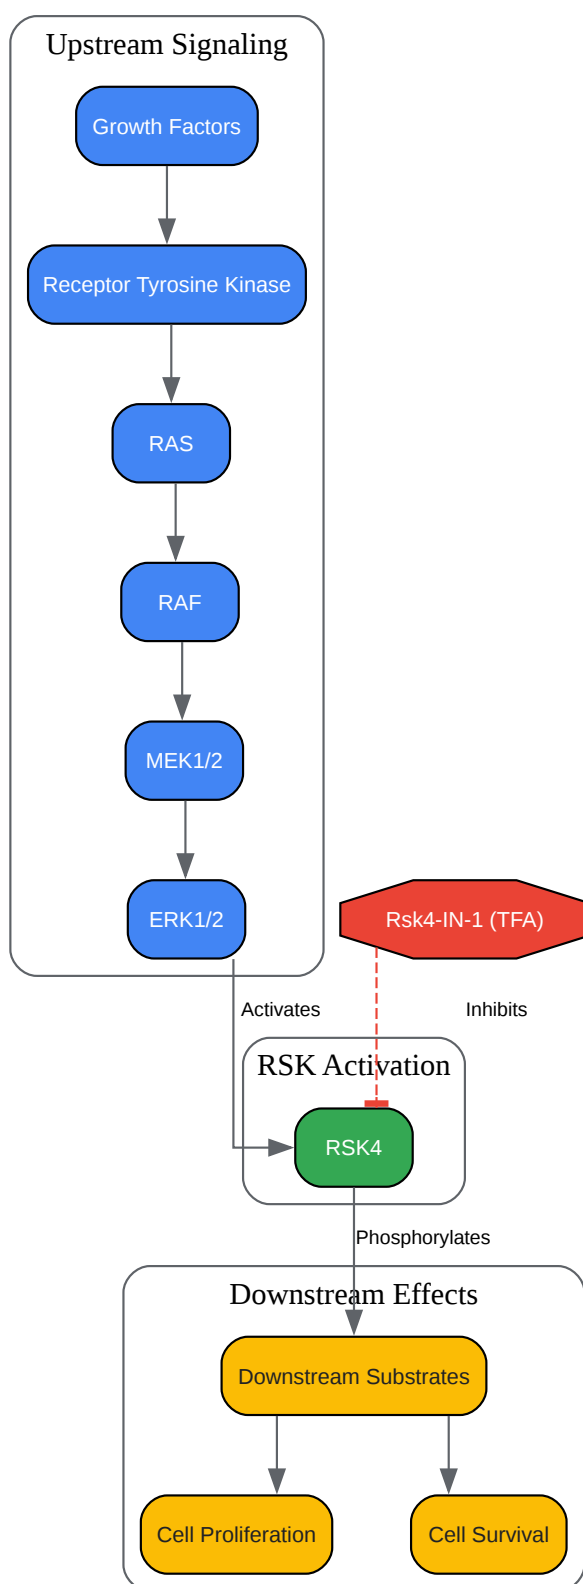 Upstream Signaling
Growth Factors
Receptor Tyrosine Kinase
RAS
RAF
MEK1/2
ERK1/2
Rsk4-IN-1 (TFA)
Activates
Inhibits
RSK Activation
RSK4
Phosphorylates
Downstream Effects
Downstream Substrates
Cell Proliferation
Cell Survival